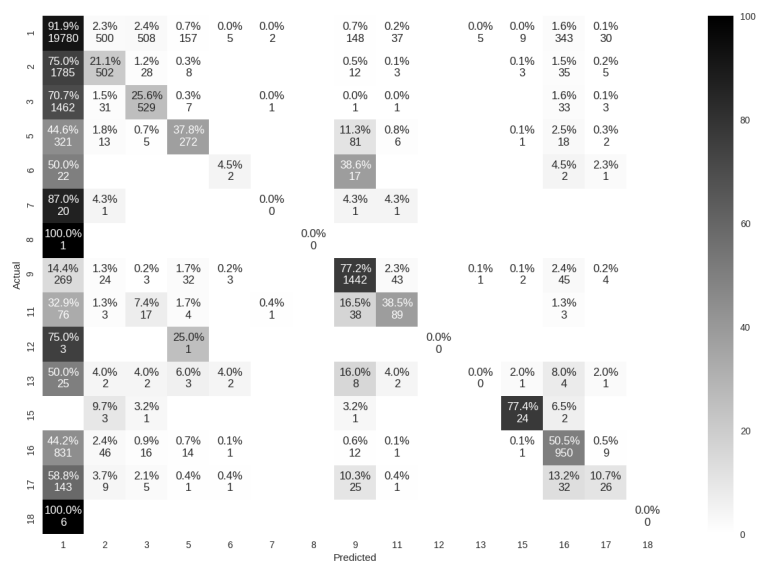 91.9% 2.3% 2.4% 0.7% 0.0% 0.0% 0.7% 0.2% 0.0% 0.0% 1.6% 0.1% 100
1 19780 500 508 157 5 2 148 37 5 9 343 30
75.0% 21.1% 1.2% 0.3% 0.5% 0.1% 0.1% 1.5% 0.2%
2 1785 502 28 8 12 3 3 35 5
70.7% 1.5% 25.6% 0.3% 0.0% 0.0% 0.0% 1.6% 0.1%
3 1462 31 529 7 1 1 1 33 3
80
44.6% 1.8% 0.7% 37.8% 11.3% 0.8% 0.1% 2.5% 0.3%
5 321 13 5 272 81 6 1 18 2
50.0% 4.5% 38.6% 4.5% 2.3%
6 22 2 17 2 1
87.0% 4.3% 0.0% 4.3% 4.3%
7 20 1 0 1 1
60
100.0% 0.0%
8 1 0
Actual
14.4% 1.3% 0.2% 1.7% 0.2% 77.2% 2.3% 0.1% 0.1% 2.4% 0.2%
9 269 24 3 32 3 1442 43 1 2 45 4
32.9% 1.3% 7.4% 1.7% 0.4% 16.5% 38.5% 1.3%
11 76 3 17 4 1 38 89 3
40
75.0% 25.0% 0.0%
12 3 1 0
50.0% 4.0% 4.0% 6.0% 4.0% 16.0% 4.0% 0.0% 2.0% 8.0% 2.0%
13 25 2 2 3 2 8 2 0 1 4 1
9.7% 3.2% 3.2% 77.4% 6.5%
15 3 1 1 24 2
20
44.2% 2.4% 0.9% 0.7% 0.1% 0.6% 0.1% 0.1% 50.5% 0.5%
16 831 46 16 14 1 12 1 1 950 9
58.8% 3.7% 2.1% 0.4% 0.4% 10.3% 0.4% 13.2% 10.7%
17 143 9 5 1 1 25 1 32 26
100.0% 0.0%
18 6 0
0
1 2 3 5 6 7 8 9 11 12 13 15 16 17 18
Predicted